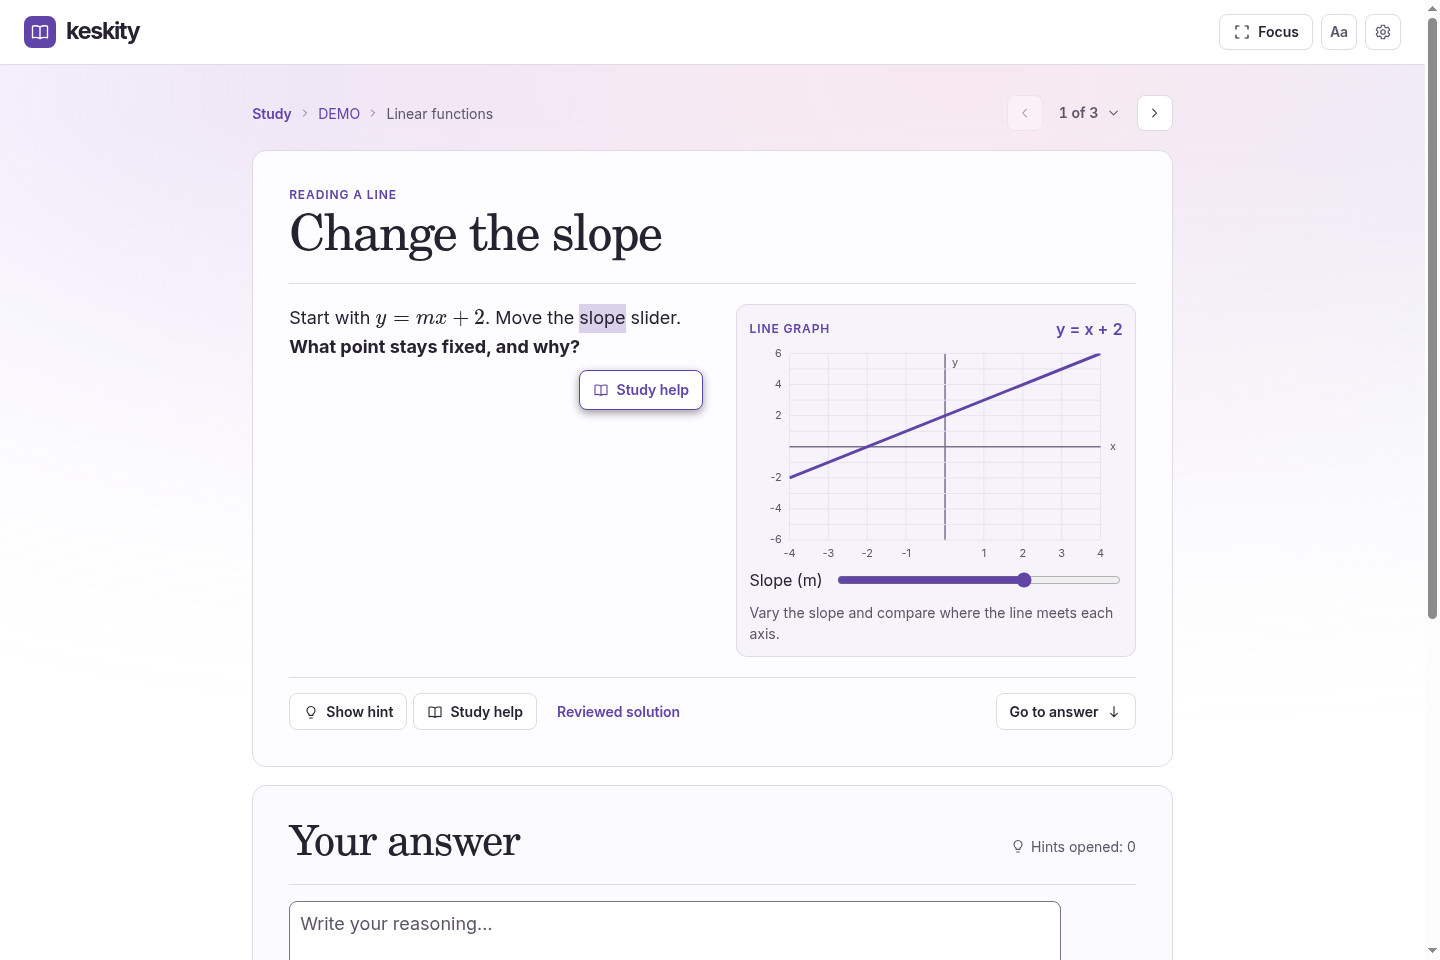 keskity
Focus
Aa
Study > DEMO > Linear functions
1 of 3
READING A LINE
Change the slope
Start with y = mx + 2. Move the slope slider.
What point stays fixed, and why?
Study help
LINE GRAPH
y = x + 2
6
4
2
-2
-4
-6
y
x
-4 -3 -2 -1 1 2 3 4
Slope (m)
Vary the slope and compare where the line meets each
axis.
Show hint
Study help
Reviewed solution
Go to answer ↓
Your answer
Hints opened: 0
Write your reasoning...